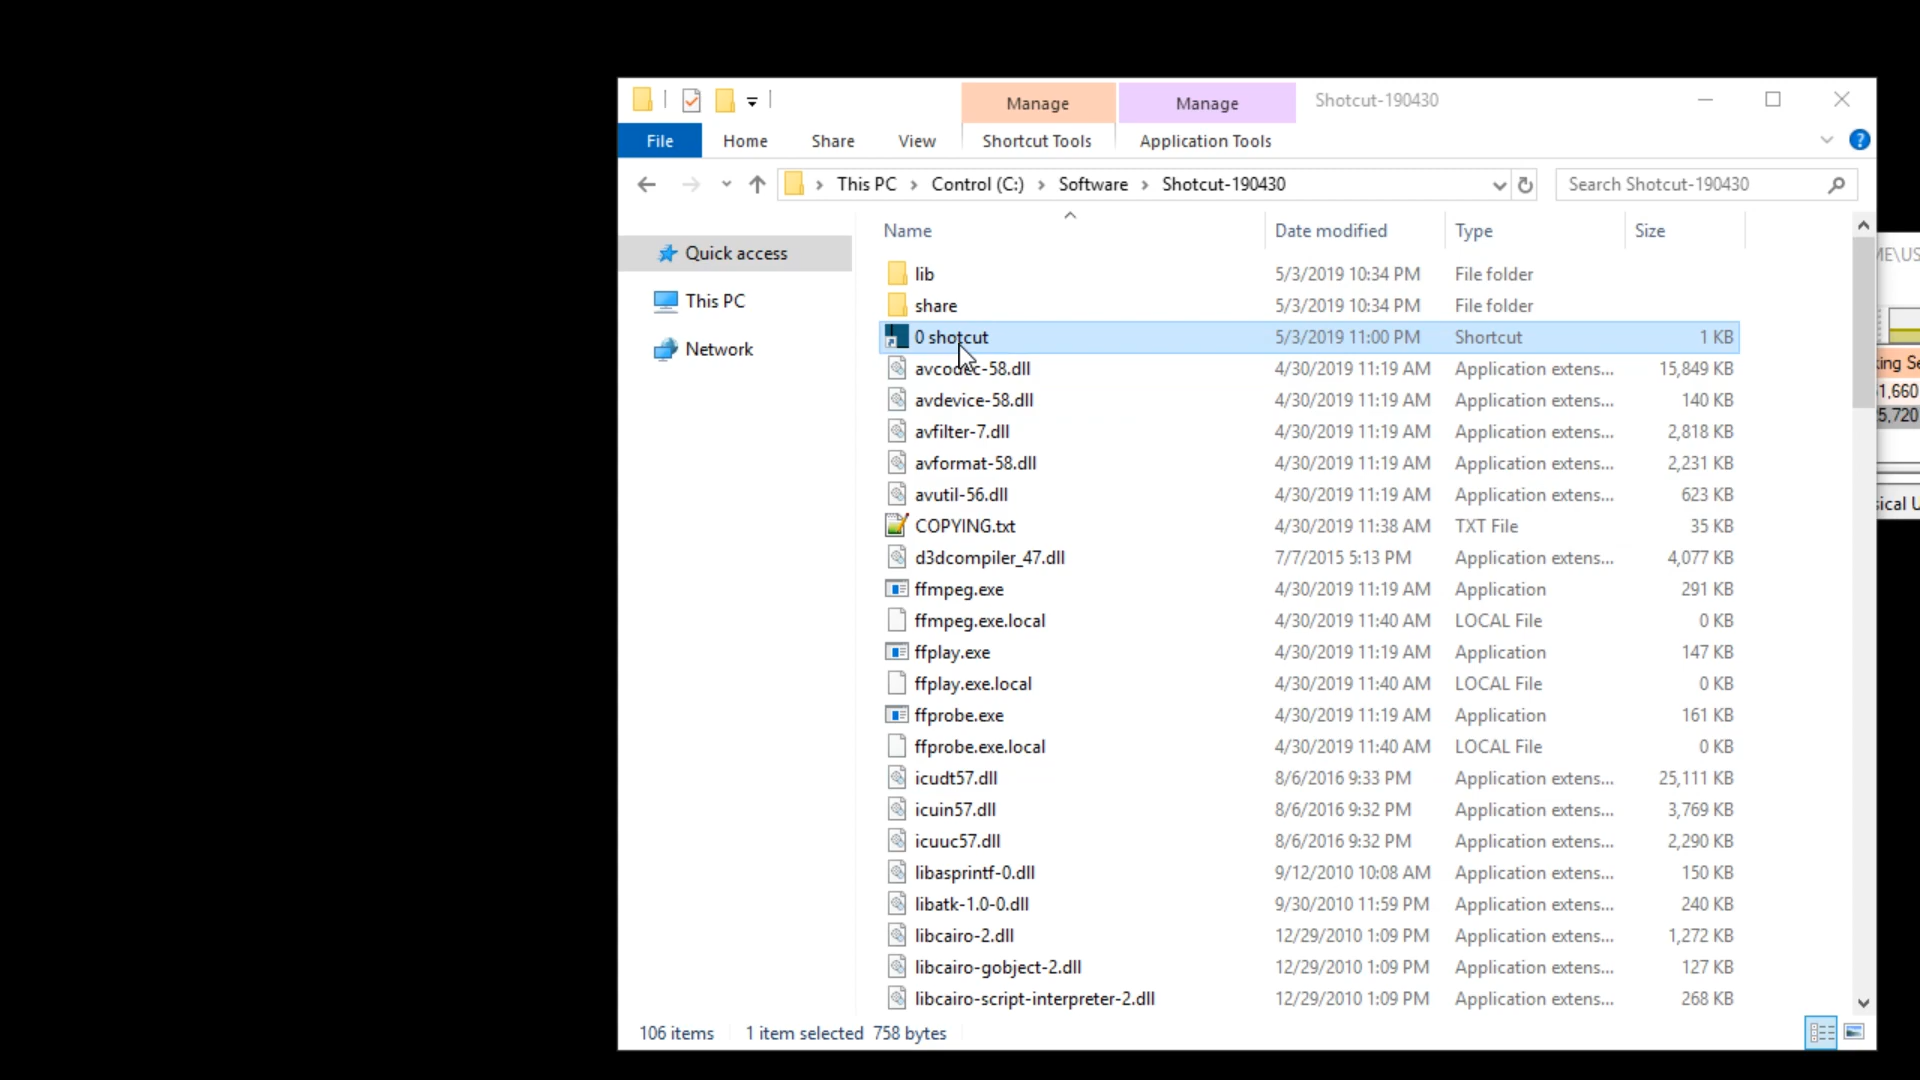 Manage Manage Shotcut-190430
File Home Share View Shortcut Tools Application Tools
This PC Control (C:) Software Shotcut-190430 Search Shotcut-190430
Name Date modified Type Size
Quick access
This PC
Network
lib 5/3/2019 10:34 PM File folder
share 5/3/2019 10:34 PM File folder
0 shotcut 5/3/2019 11:00 PM Shortcut 1 KB
avcodec-58.dll 4/30/2019 11:19 AM Application extens... 15,849 KB
avdevice-58.dll 4/30/2019 11:19 AM Application extens... 140 KB
avfilter-7.dll 4/30/2019 11:19 AM Application extens... 2,818 KB
avformat-58.dll 4/30/2019 11:19 AM Application extens... 2,231 KB
avutil-56.dll 4/30/2019 11:19 AM Application extens... 623 KB
COPYING.txt 4/30/2019 11:38 AM TXT File 35 KB
d3dcompiler_47.dll 7/7/2015 5:13 PM Application extens... 4,077 KB
ffmpeg.exe 4/30/2019 11:19 AM Application 291 KB
ffmpeg.exe.local 4/30/2019 11:40 AM LOCAL File 0 KB
ffplay.exe 4/30/2019 11:19 AM Application 147 KB
ffplay.exe.local 4/30/2019 11:40 AM LOCAL File 0 KB
ffprobe.exe 4/30/2019 11:19 AM Application 161 KB
ffprobe.exe.local 4/30/2019 11:40 AM LOCAL File 0 KB
icudt57.dll 8/6/2016 9:33 PM Application extens... 25,111 KB
icuin57.dll 8/6/2016 9:32 PM Application extens... 3,769 KB
icuuc57.dll 8/6/2016 9:32 PM Application extens... 2,290 KB
libasprintf-0.dll 9/12/2010 10:08 AM Application extens... 150 KB
libatk-1.0-0.dll 9/30/2010 11:59 PM Application extens... 240 KB
libcairo-2.dll 12/29/2010 1:09 PM Application extens... 1,272 KB
libcairo-gobject-2.dll 12/29/2010 1:09 PM Application extens... 127 KB
libcairo-script-interpreter-2.dll 12/29/2010 1:09 PM Application extens... 268 KB
106 items 1 item selected 758 bytes